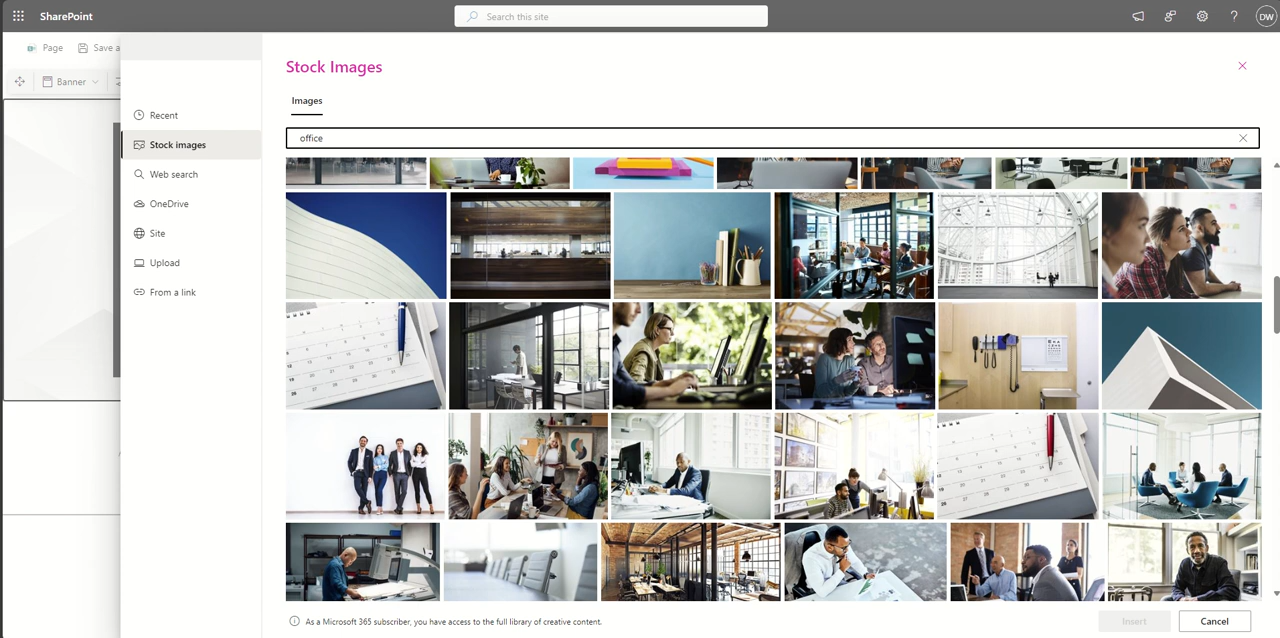 SharePoint
Search this site
DW
Page
Save a
Banner
Recent
Stock images
Web search
OneDrive
Site
Upload
From a link
Stock Images
Images
office
As a Microsoft 365 subscriber, you have access to the full library of creative content.
Insert
Cancel